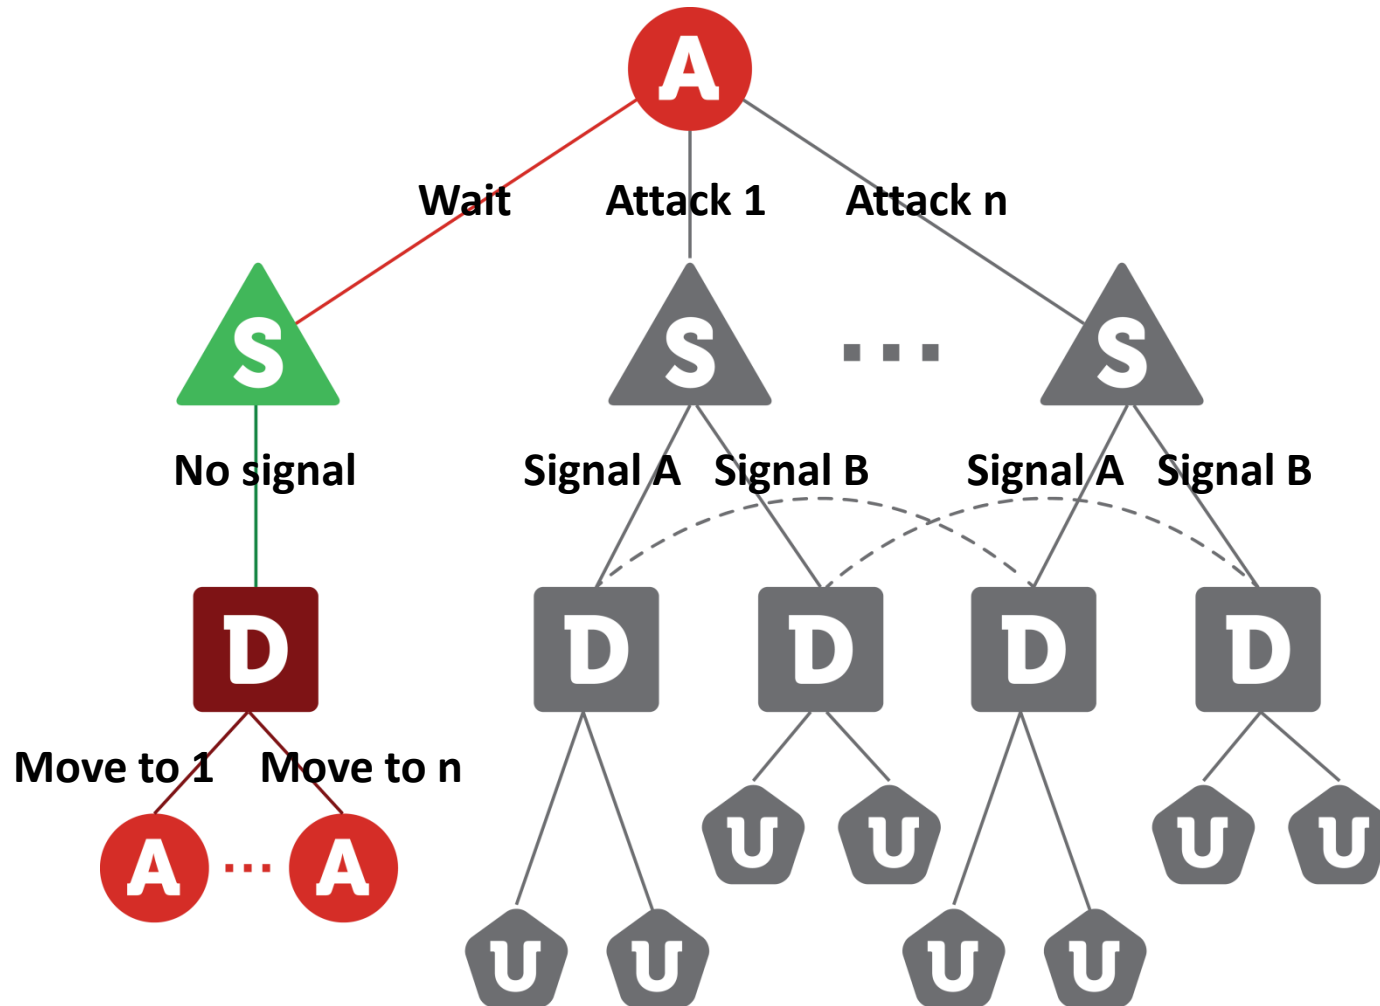 A
Wait Attack 1 Attack n
S S ... S
No signal Signal A Signal B Signal A Signal B
D D D D D
Move to 1 Move to n
U U U U
A ... A
U U U U